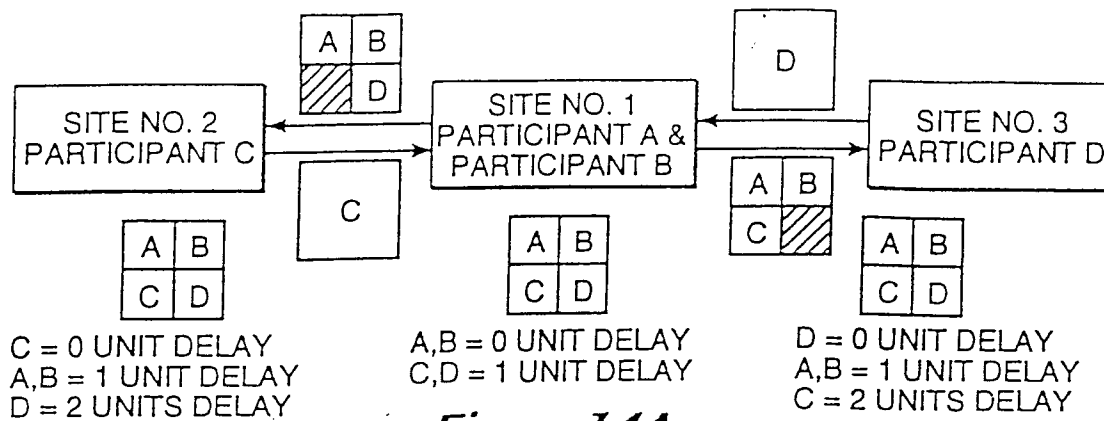 A B
D
D
SITE NO. 2
PARTICIPANT C
SITE NO. 1
PARTICIPANT A &
PARTICIPANT B
SITE NO. 3
PARTICIPANT D
C
A B
C
A B
C D
A B
C D
A B
C D
C = 0 UNIT DELAY
A,B = 1 UNIT DELAY
D = 2 UNITS DELAY
A,B = 0 UNIT DELAY
C,D = 1 UNIT DELAY
D = 0 UNIT DELAY
A,B = 1 UNIT DELAY
C = 2 UNITS DELAY